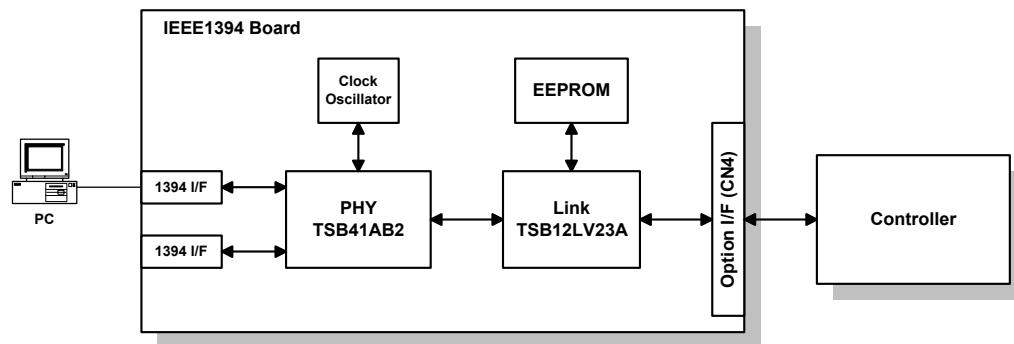 IEEE1394 Board
Clock
Oscillator
EEPROM
PC
1394 I/F
1394 I/F
PHY
TSB41AB2
Link
TSB12LV23A
Option I/F (CN4)
Controller